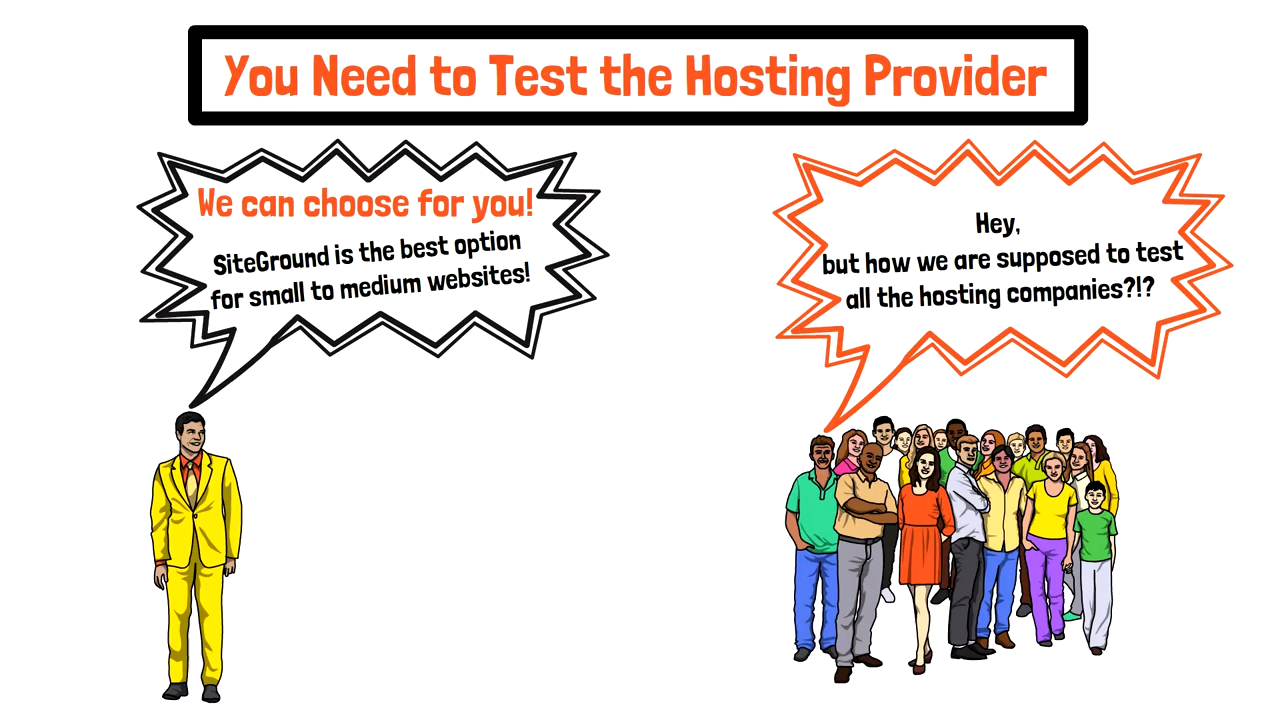 You Need to Test the Hosting Provider
We can choose for you!
SiteGround is the best option
for small to medium websites!
Hey,
but how we are supposed to test
all the hosting companies?!?